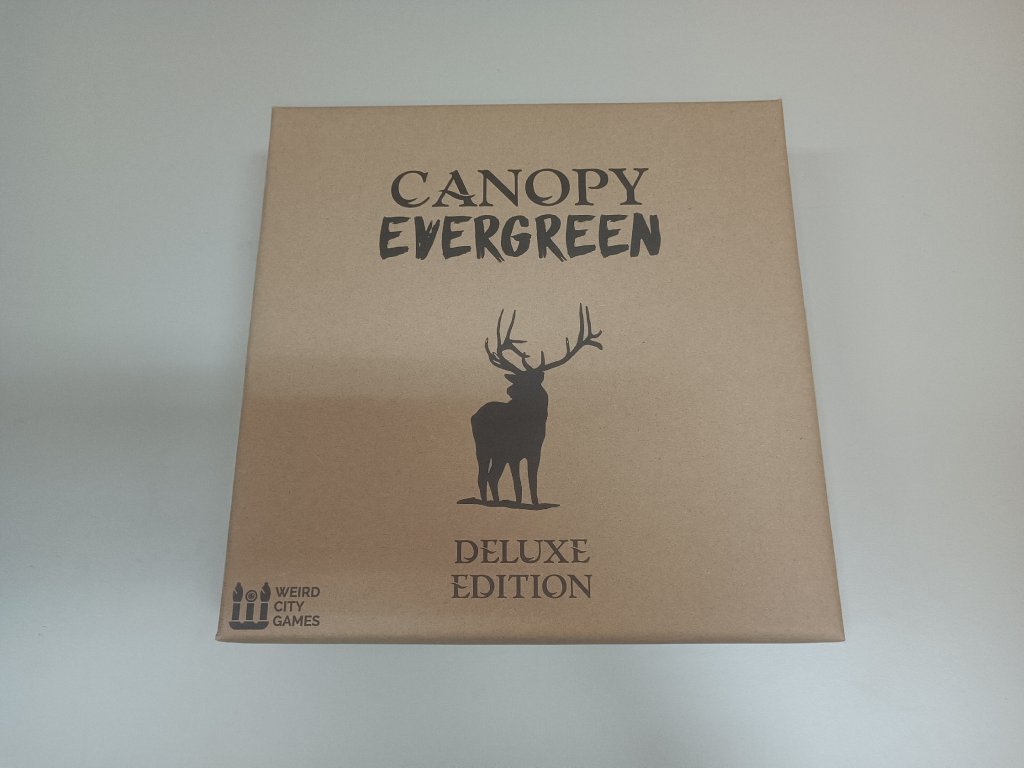 CANOPY
EVERGREEN
DELUXE
EDITION
WEIRD
CITY
GAMES